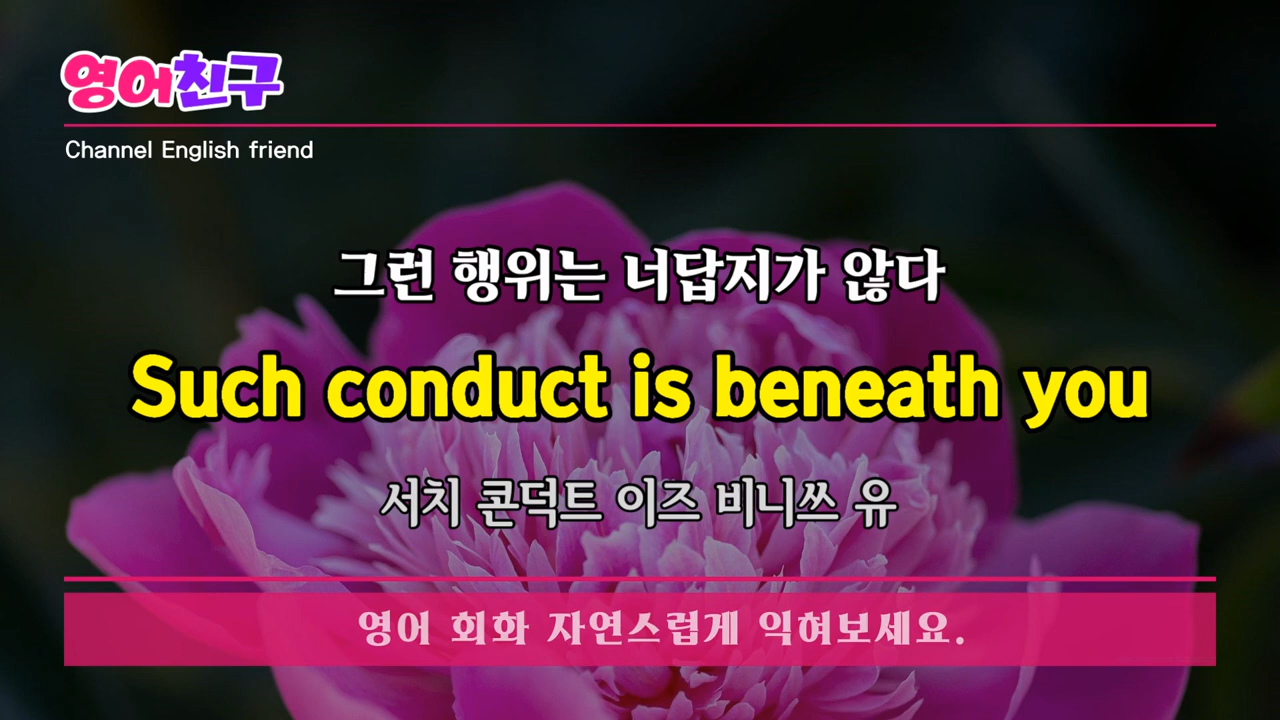 영어친구
Channel English friend
그런 행위는 너답지가 않다
Such conduct is beneath you
서치 콘덕트 이즈 비니쓰 유
영어 회화 자연스럽게 익혀보세요.